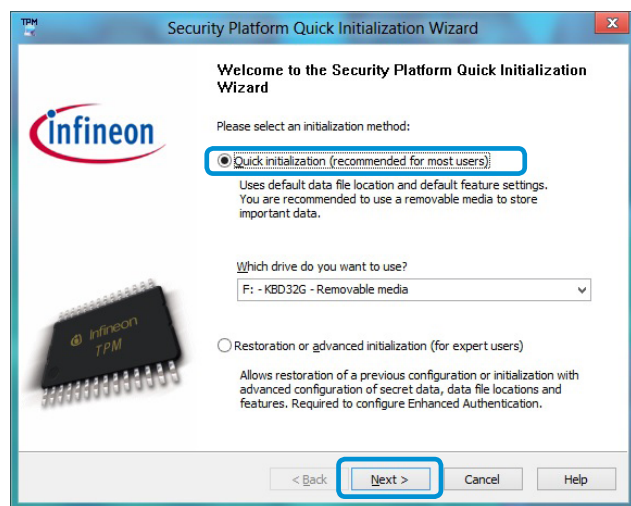 TPM
Security Platform Quick Initialization Wizard
x
Welcome to the Security Platform Quick Initialization
Wizard
infineon
Please select an initialization method:
Quick initialization (recommended for most users)
Uses default data file location and default feature settings.
You are recommended to use a removable media to store
important data.
Which drive do you want to use?
F: - KBD32G - Removable media
Infineon
TPM
Restoration or advanced initialization (for expert users)
Allows restoration of a previous configuration or initialization with
advanced configuration of secret data, data file locations and
features. Required to configure Enhanced Authentication.
< Back
Next >
Cancel
Help